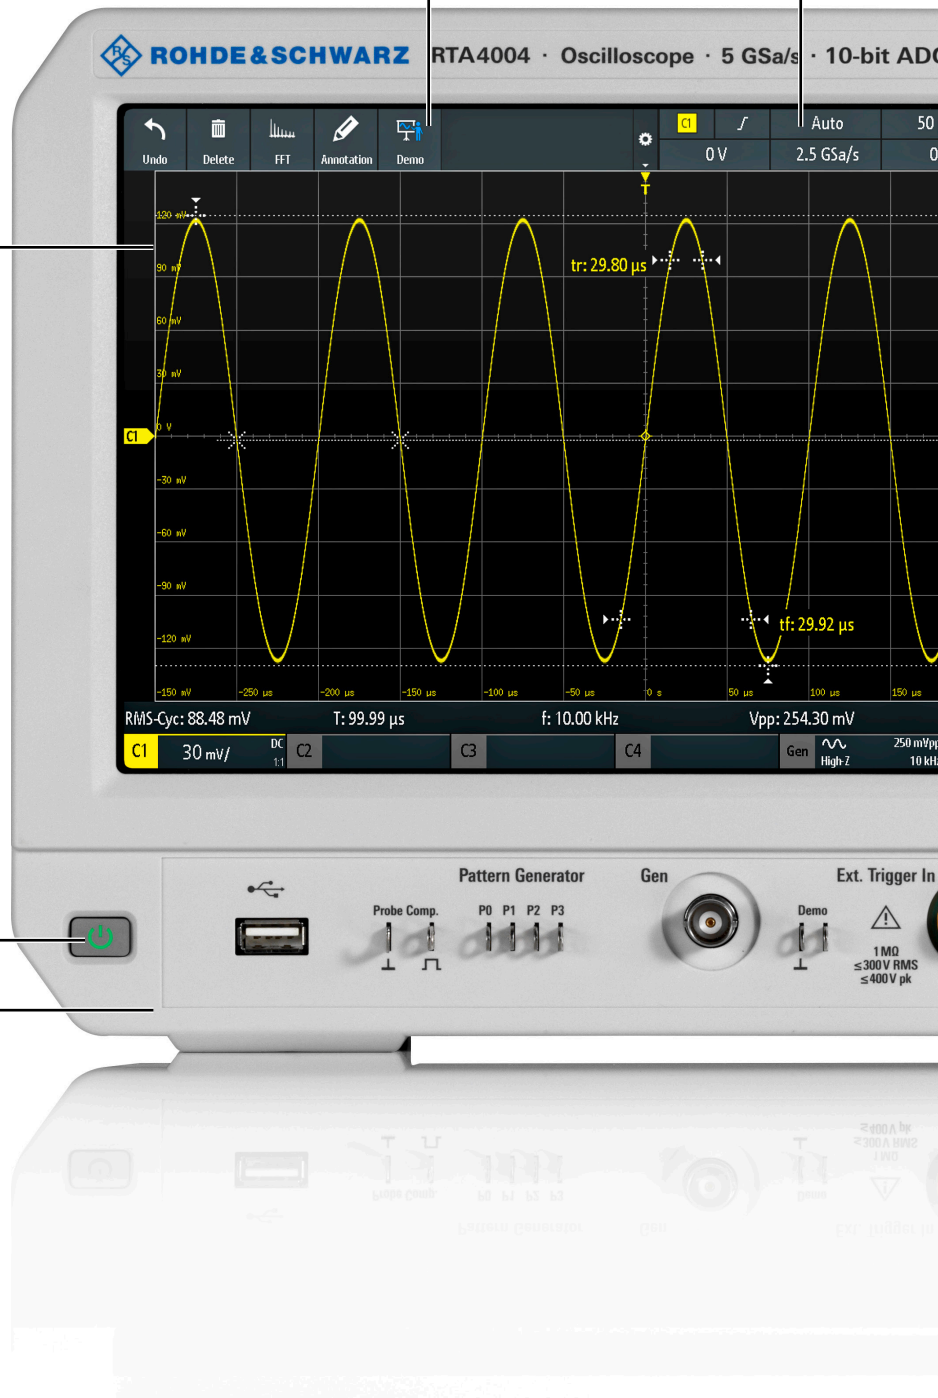 R&S ROHDE&SCHWARZ RTA4004 · Oscilloscope · 5 GSa/s · 10-bit ADC
Undo Delete FFT Annotation Demo
C1 Auto 50
0 V 2.5 GSa/s 0
T
120 mV
90 mV
tr: 29.80 µs
60 mV
30 mV
C1 0 V
-30 mV
-60 mV
-90 mV
-120 mV
tf: 29.92 µs
-150 mV -250 µs -200 µs -150 µs -100 µs -50 µs 0 s 50 µs 100 µs 150 µs
RMS-Cyc: 88.48 mV T: 99.99 µs f: 10.00 kHz Vpp: 254.30 mV
C1 30 mV/ DC 1:1 C2 C3 C4 Gen High-Z 250 mVpp 10 kHz
Pattern Generator Gen Ext. Trigger In
Probe Comp. P0 P1 P2 P3 Demo
1 MΩ
≤300 V RMS
≤400 V pk